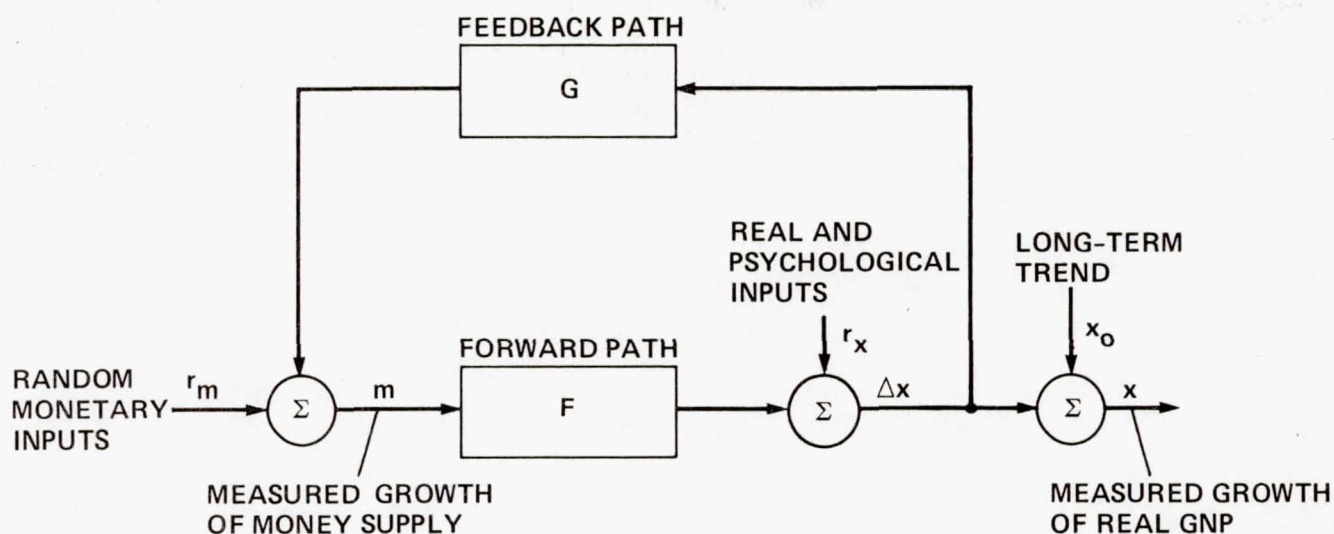 FEEDBACK PATH
G
REAL AND
PSYCHOLOGICAL
INPUTS
r_x
LONG-TERM
TREND
x_o
FORWARD PATH
F
RANDOM
MONETARY
INPUTS
r_m
Σ
m
Σ
Δx
Σ
x
MEASURED GROWTH
OF MONEY SUPPLY
MEASURED GROWTH
OF REAL GNP